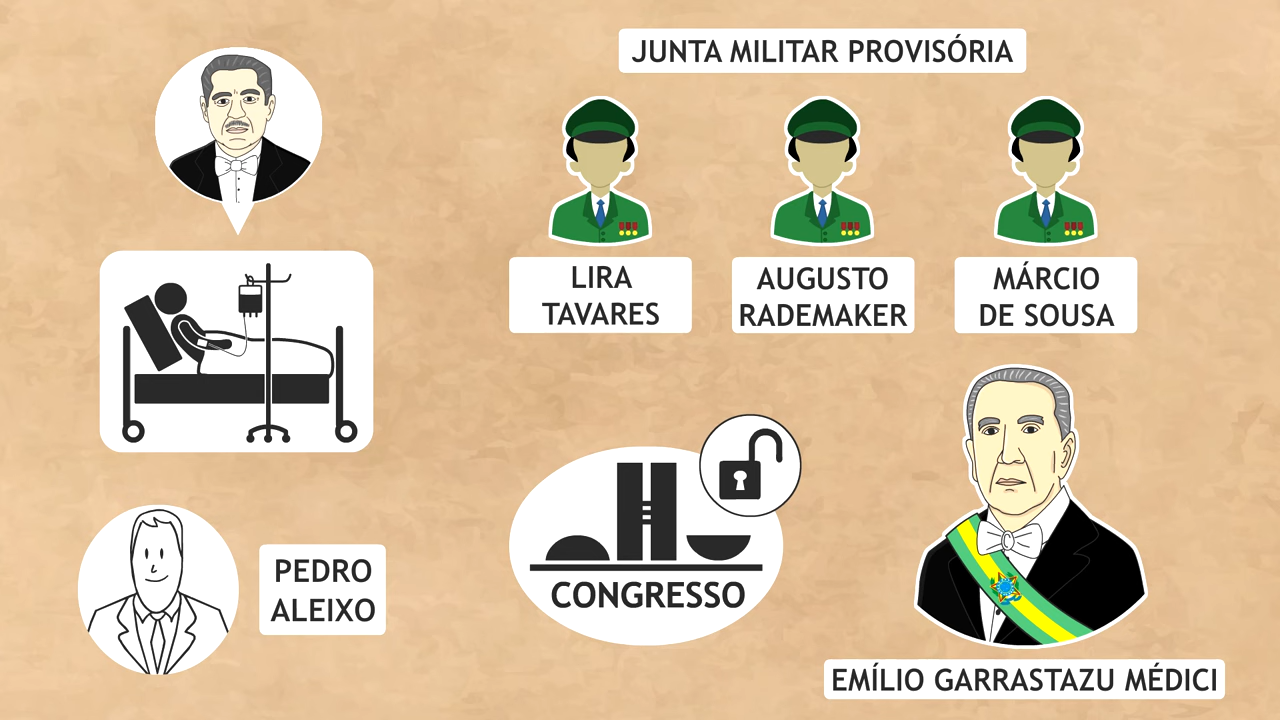 JUNTA MILITAR PROVISÓRIA
LIRA
TAVARES
AUGUSTO
RADEMAKER
MÁRCIO
DE SOUSA
PEDRO
ALEIXO
CONGRESSO
EMÍLIO GARRASTAZU MÉDICI